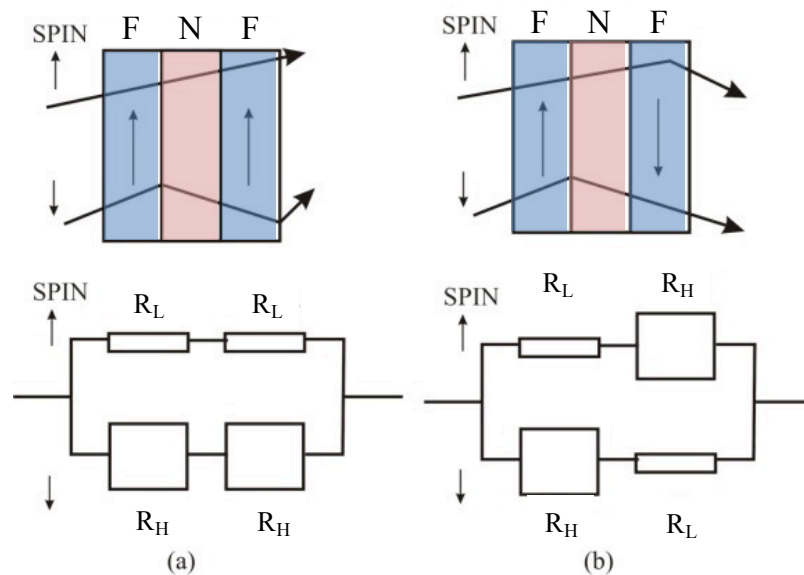 F N F
SPIN
F N F
SPIN
SPIN
R_L R_L
R_H R_H
(a)
SPIN
R_L R_H
R_H R_L
(b)